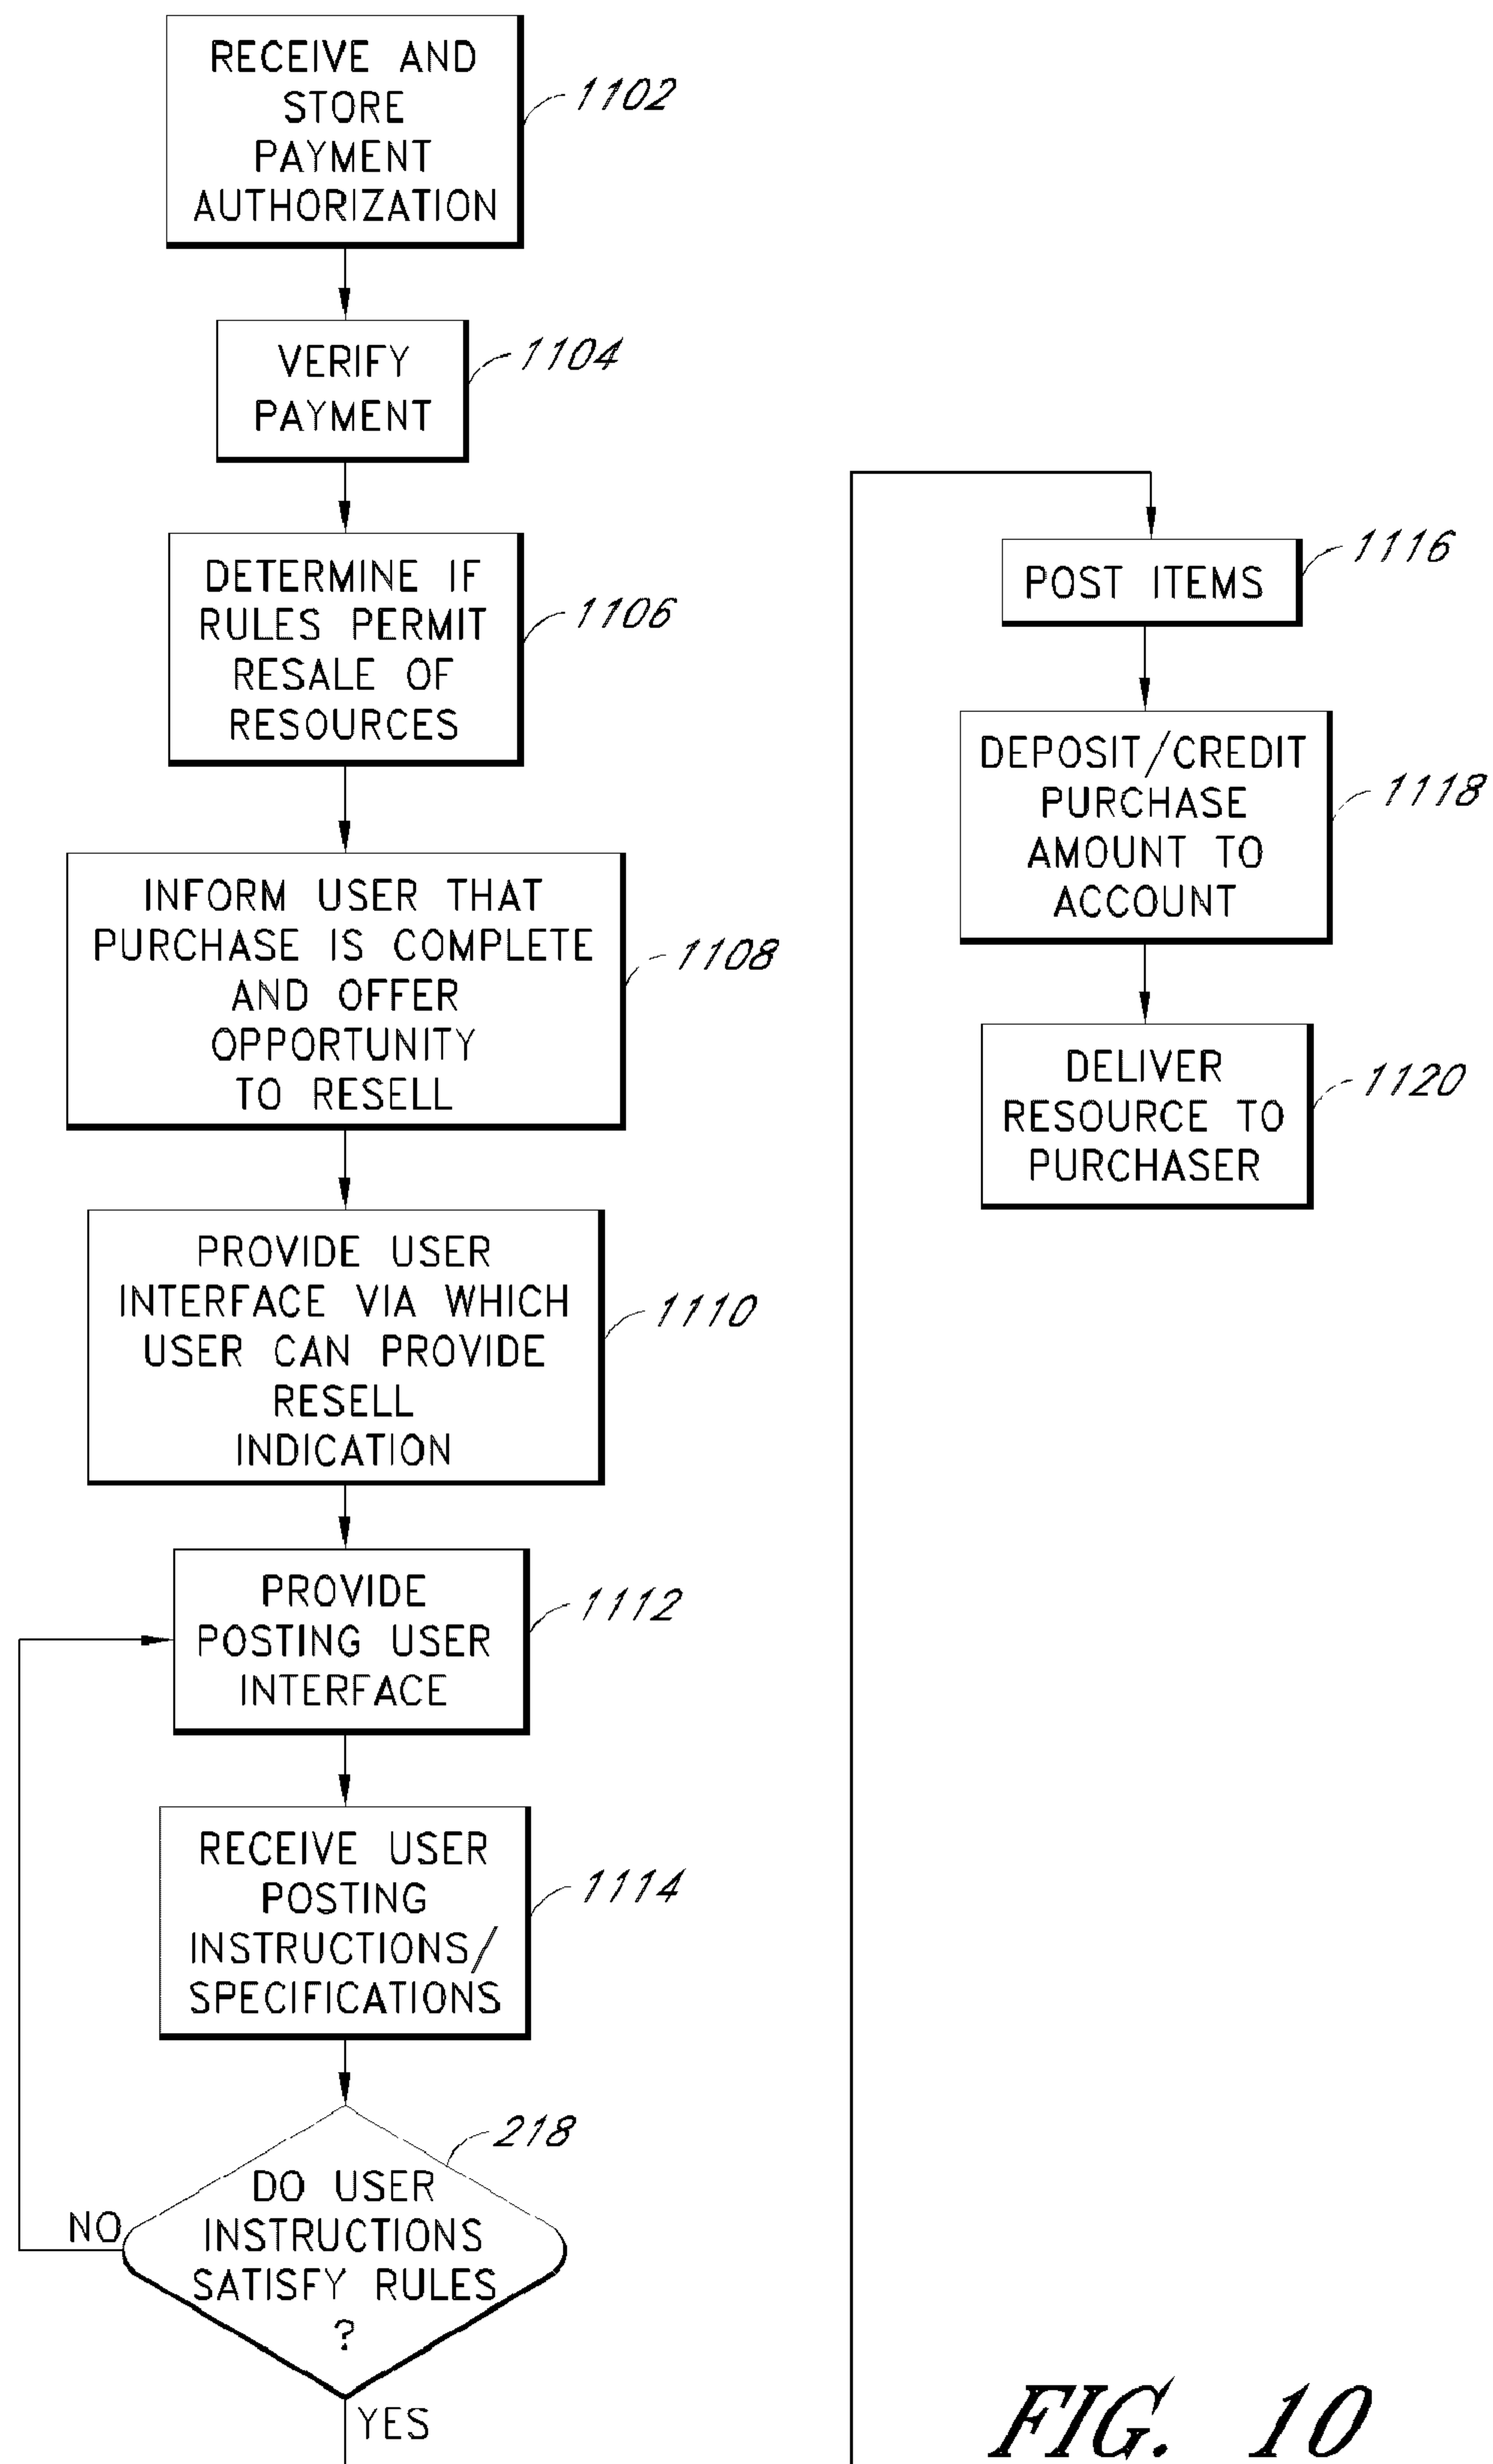 RECEIVE AND
STORE
PAYMENT
AUTHORIZATION
1102
VERIFY
PAYMENT
1104
DETERMINE IF
RULES PERMIT
RESALE OF
RESOURCES
1106
INFORM USER THAT
PURCHASE IS COMPLETE
AND OFFER
OPPORTUNITY
TO RESELL
1108
PROVIDE USER
INTERFACE VIA WHICH
USER CAN PROVIDE
RESELL
INDICATION
1110
PROVIDE
POSTING USER
INTERFACE
1112
RECEIVE USER
POSTING
INSTRUCTIONS/
SPECIFICATIONS
1114
DO USER
INSTRUCTIONS
SATISFY RULES
?
218
NO
YES
POST ITEMS
1116
DEPOSIT/CREDIT
PURCHASE
AMOUNT TO
ACCOUNT
1118
DELIVER
RESOURCE TO
PURCHASER
1120
FIG. 10